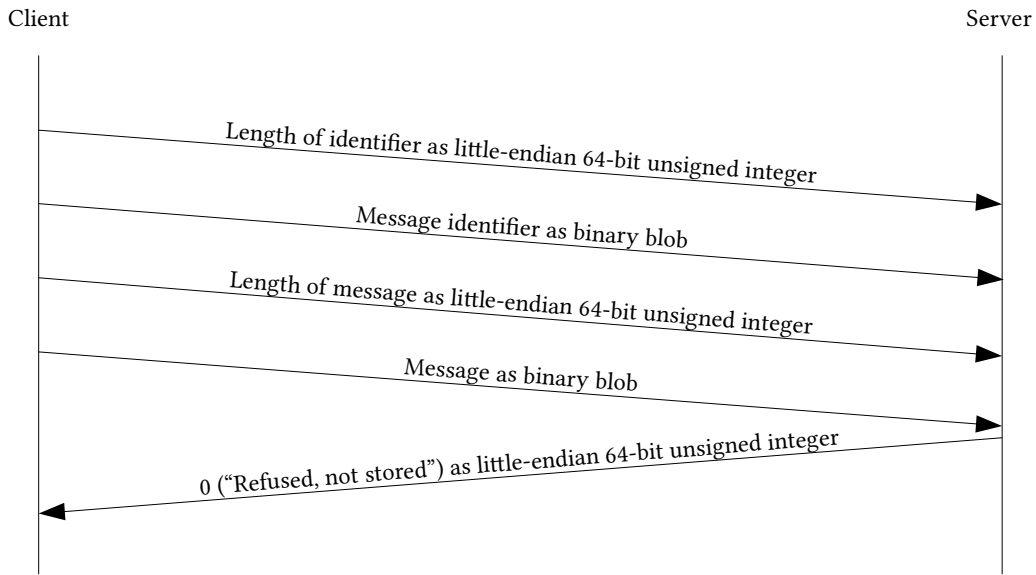 Client
Server
Length of identifier as little-endian 64-bit unsigned integer
Message identifier as binary blob
Length of message as little-endian 64-bit unsigned integer
Message as binary blob
0 (“Refused, not stored”) as little-endian 64-bit unsigned integer